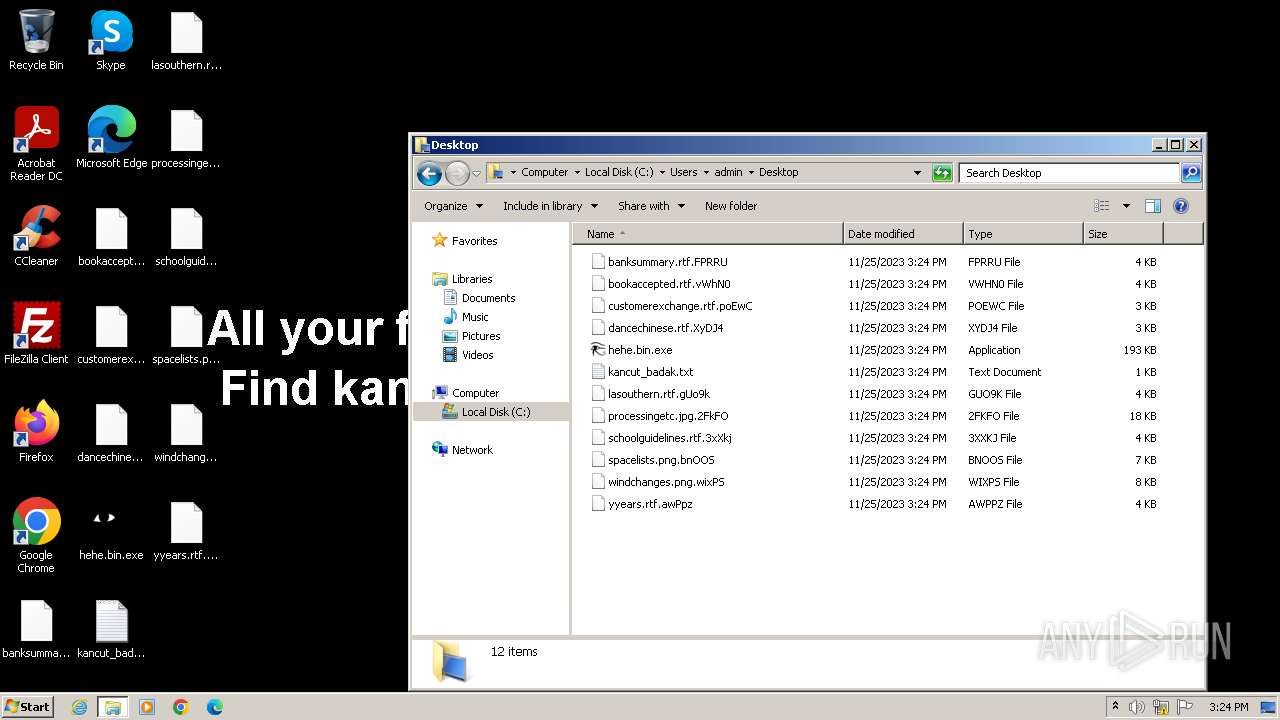 Recycle Bin
Skype
lasouthern.r...
Acrobat
Reader DC
Microsoft Edge
processinge...
CCleaner
bookaccept...
schoolguid...
FileZilla Client
customerex...
spacelists.p...
Firefox
dancechine...
windchang...
Google
Chrome
hehe.bin.exe
yyears.rtf....
banksumma...
kancut_bad...
All your f
Find kan
Desktop
Computer
Local Disk (C:)
Users
admin
Desktop
Search Desktop
Organize
Include in library
Share with
New folder
Favorites
Libraries
Documents
Music
Pictures
Videos
Computer
Local Disk (C:)
Network
Name Date modified Type Size
banksummary.rtf.FPRRU 11/25/2023 3:24 PM FPRRU File 4 KB
bookaccepted.rtf.vWhN0 11/25/2023 3:24 PM VWHN0 File 4 KB
customerexchange.rtf.poewc 11/25/2023 3:24 PM POEWC File 3 KB
dancechinese.rtf.XyDJ4 11/25/2023 3:24 PM XYDJ4 File 5 KB
hehe.bin.exe 11/25/2023 3:24 PM Application 193 KB
kancut_badak.txt 11/25/2023 3:24 PM Text Document 1 KB
lasouthern.rtf.gUo9K 11/25/2023 3:24 PM GUO9K File 4 KB
processingetc.jpg.2FkFO 11/25/2023 3:24 PM 2FKFO File 18 KB
schoolguidelines.rtf.3xXkj 11/25/2023 3:24 PM 3XXKJ File 4 KB
spacelists.png.bnOOS 11/25/2023 3:24 PM BNOOS File 7 KB
windchanges.png.wixPS 11/25/2023 3:24 PM WIXPS File 8 KB
yyears.rtf.awPpz 11/25/2023 3:24 PM AWPPZ File 4 KB
12 items
ANY RUN
Start
3:24 PM